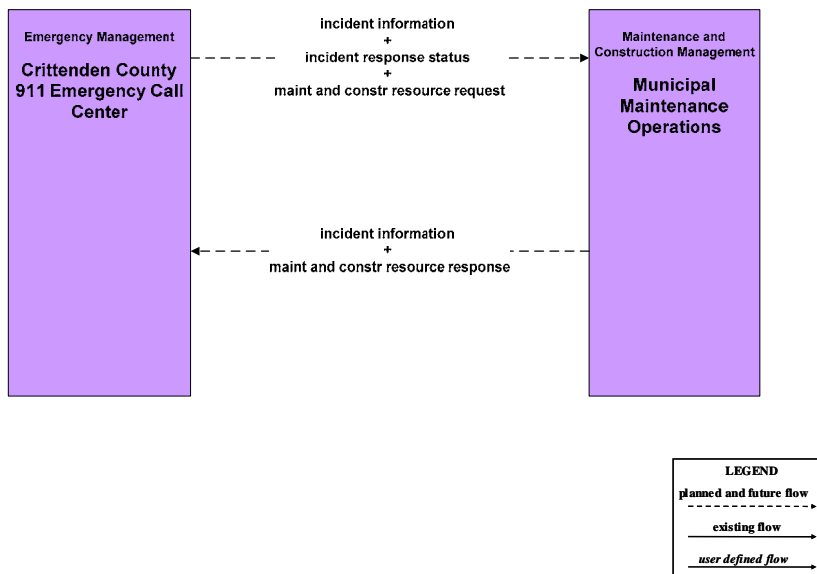 Emergency Management
Crittenden County
911 Emergency Call
Center
incident information
+
incident response status
+
maint and constr resource request
Maintenance and
Construction Management
Municipal
Maintenance
Operations
incident information
+
maint and constr resource response
LEGEND
planned and future flow
existing flow
user defined flow